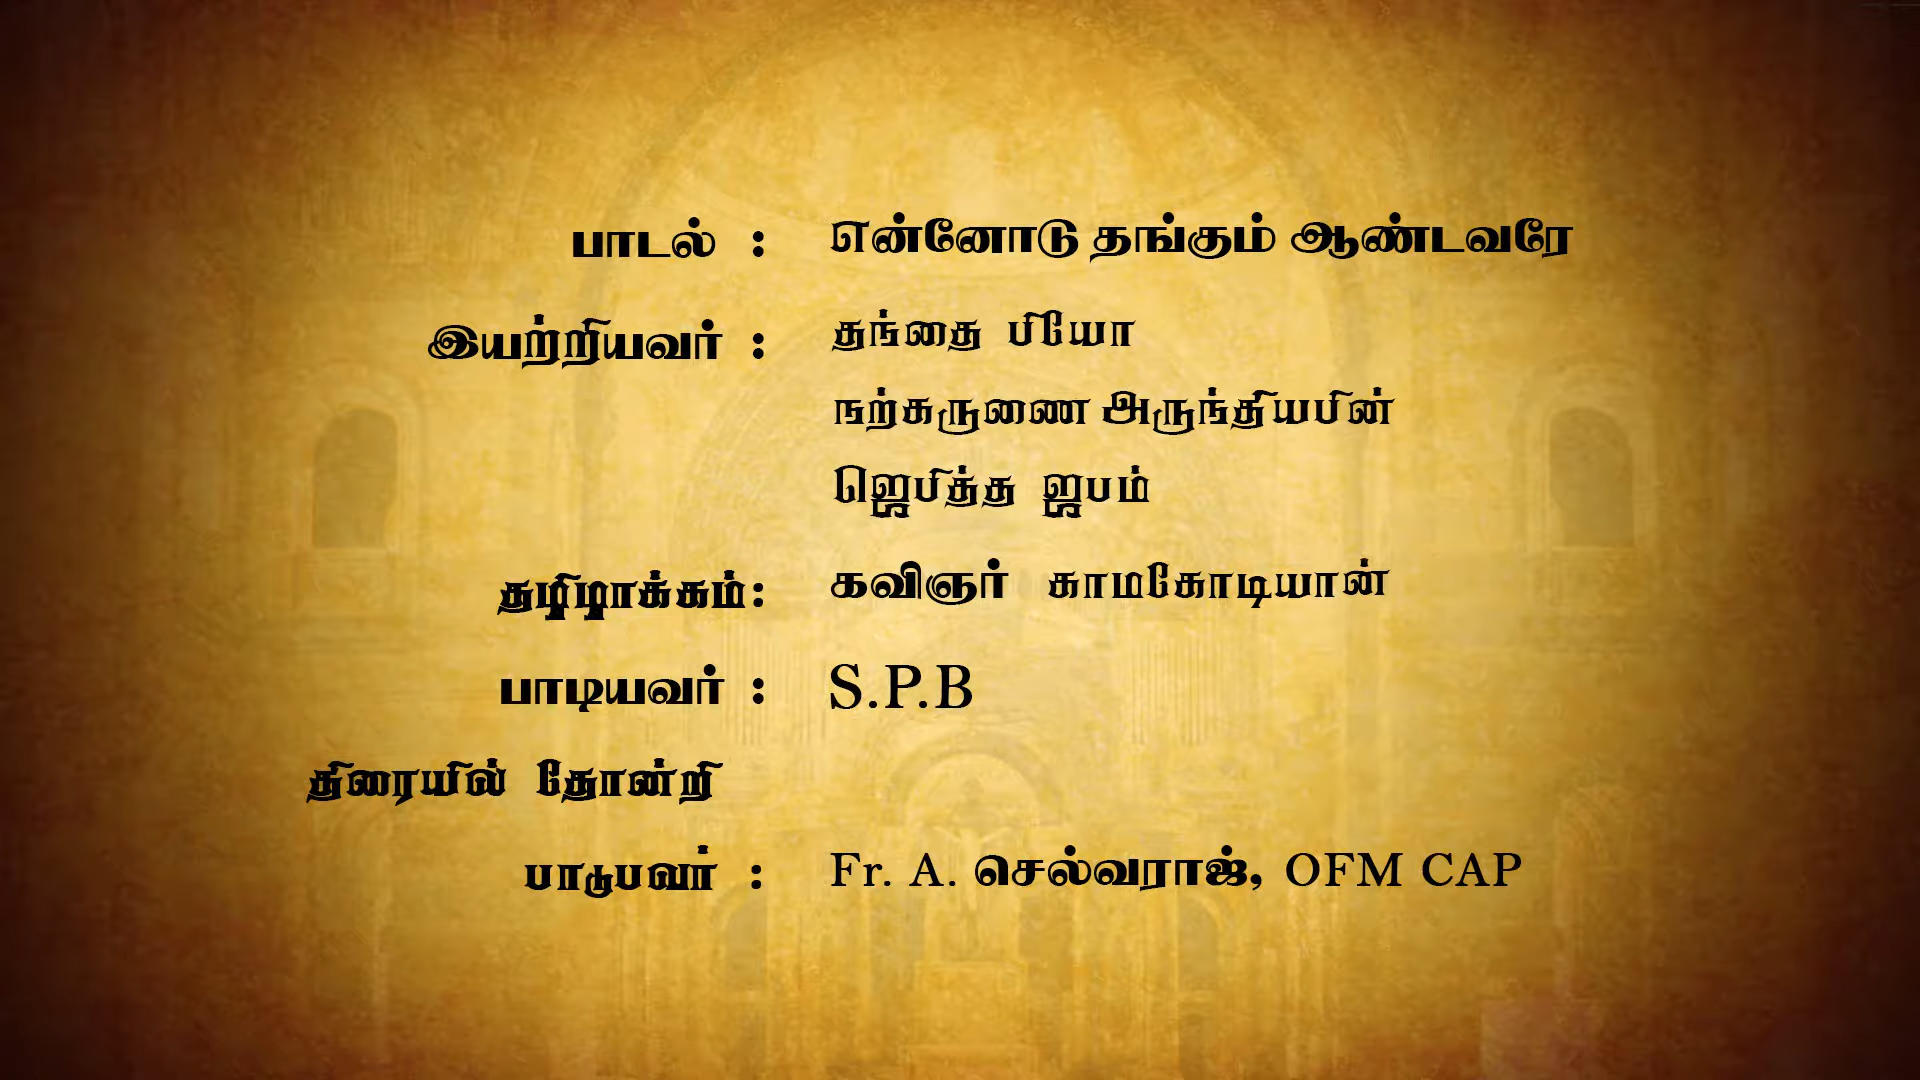 பாடல் : என்னோடு தங்கும் ஆண்டவரே
இயற்றியவர் : தந்தை பியோ
நற்கருணை அருந்தியபின்
ஜெபித்த ஜபம்
தமிழாக்கம் : கவிஞர் காமகோடியான்
பாடியவர் : S.P.B
திரையில் தோன்றி
பாடுபவர் : Fr. A. செல்வராஜ், OFM CAP